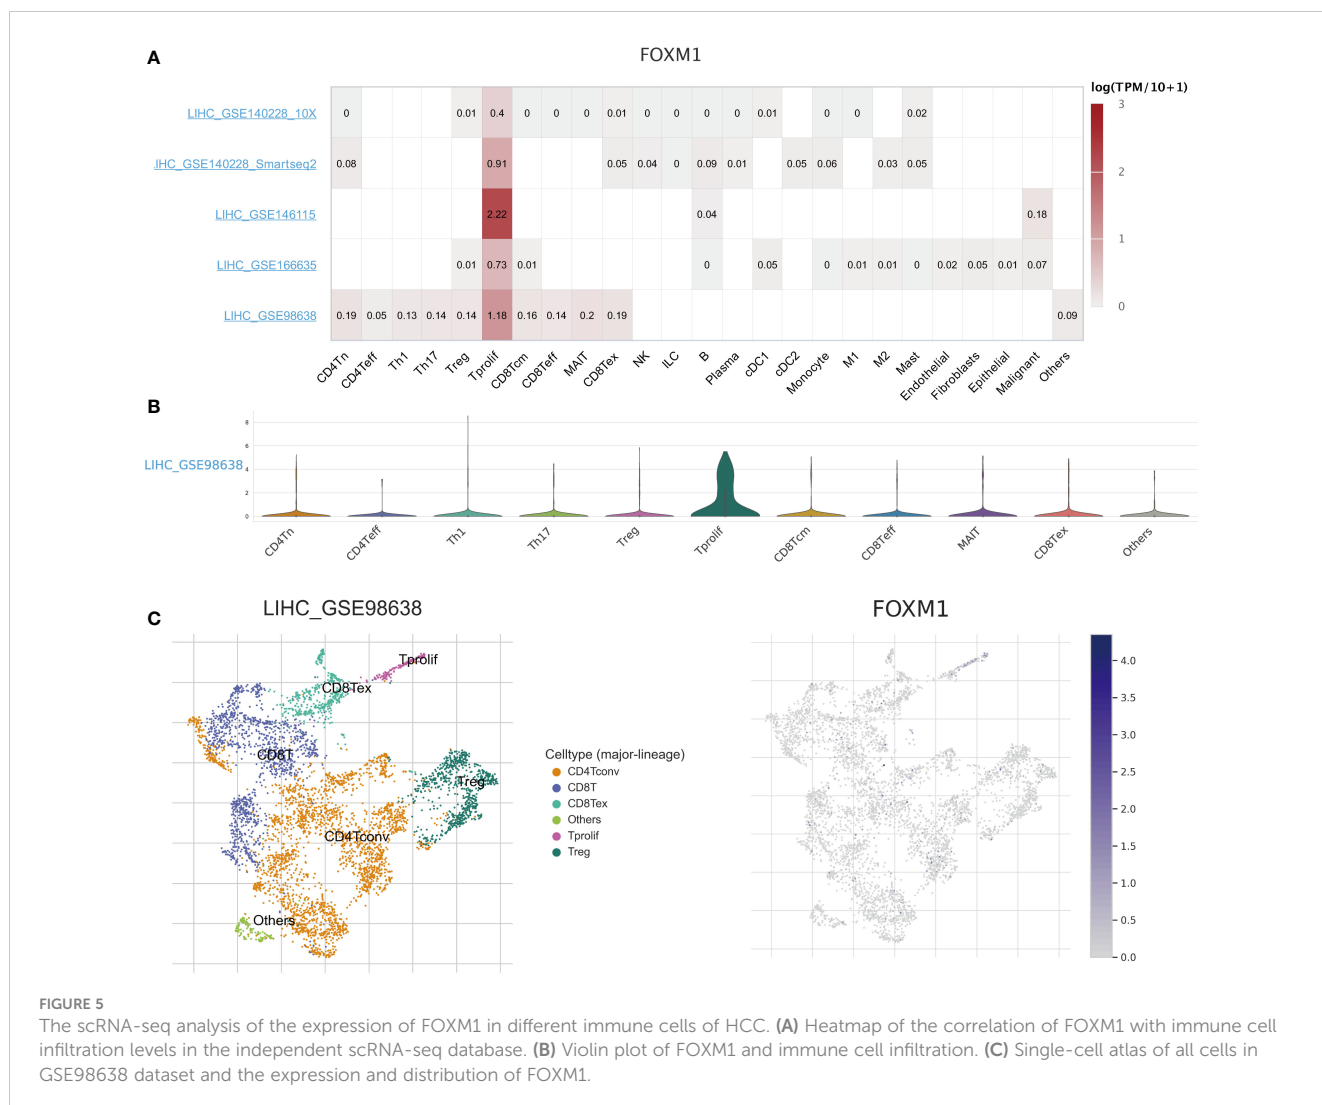 A
FOXM1
log(TPM/10+1)
LIHC_GSE140228_10X 0 0.01 0.4 0 0 0 0.01 0 0 0 0 0.01 0 0 0.02
.IHC_GSE140228_Smartseq2 0.08 0.91 0.05 0.04 0 0.09 0.01 0.05 0.06 0.03 0.05
LIHC_GSE146115 2.22 0.04 0.18
LIHC_GSE166635 0.01 0.73 0.01 0 0.05 0 0.01 0.01 0 0.02 0.05 0.01 0.07
LIHC_GSE98638 0.19 0.05 0.13 0.14 0.14 1.18 0.16 0.14 0.2 0.19 0.09
3
2
1
0
CD4Tn CD4Teff Th1 Th17 Treg Tprolif CD8Tcm CD8Teff MAIT CD8Tex NK ILC B Plasma cDC1 cDC2 Monocyte M1 M2 Mast Endothelial Fibroblasts Epithelial Malignant Others
B
LIHC_GSE98638
8
6
4
2
0
CD4Tn CD4Teff Th1 Th17 Treg Tprolif CD8Tcm CD8Teff MAIT CD8Tex Others
C
LIHC_GSE98638
Tprolif
CD8Tex
CD8T
Treg
CD4Tconv
Others
Celltype (major-lineage)
CD4Tconv
CD8T
CD8Tex
Others
Tprolif
Treg
FOXM1
4.0
3.5
3.0
2.5
2.0
1.5
1.0
0.5
0.0
FIGURE 5
The scRNA-seq analysis of the expression of FOXM1 in different immune cells of HCC. (A) Heatmap of the correlation of FOXM1 with immune cell
infiltration levels in the independent scRNA-seq database. (B) Violin plot of FOXM1 and immune cell infiltration. (C) Single-cell atlas of all cells in
GSE98638 dataset and the expression and distribution of FOXM1.